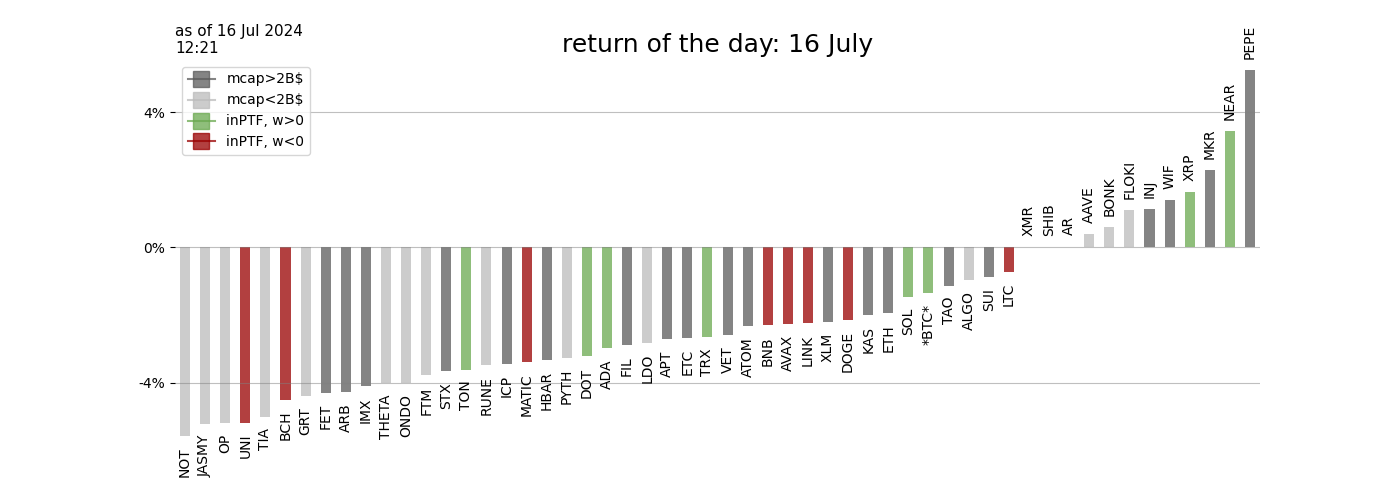 as of 16 Jul 2024
12:21
return of the day: 16 July
mcap>2B$
mcap<2B$
inPTF, w>0
inPTF, w<0
4%
0%
-4%
NOT
JASMY
OP
UNI
TIA
BCH
GRT
FET
ARB
IMX
THETA
ONDO
FTM
STX
TON
RUNE
ICP
MATIC
HBAR
PYTH
DOT
ADA
FIL
LDO
APT
ETC
TRX
VET
ATOM
BNB
AVAX
LINK
XLM
DOGE
KAS
ETH
SOL
*BTC*
TAO
ALGO
SUI
LTC
XMR
SHIB
AR
AAVE
BONK
FLOKI
INJ
WIF
XRP
MKR
NEAR
PEPE